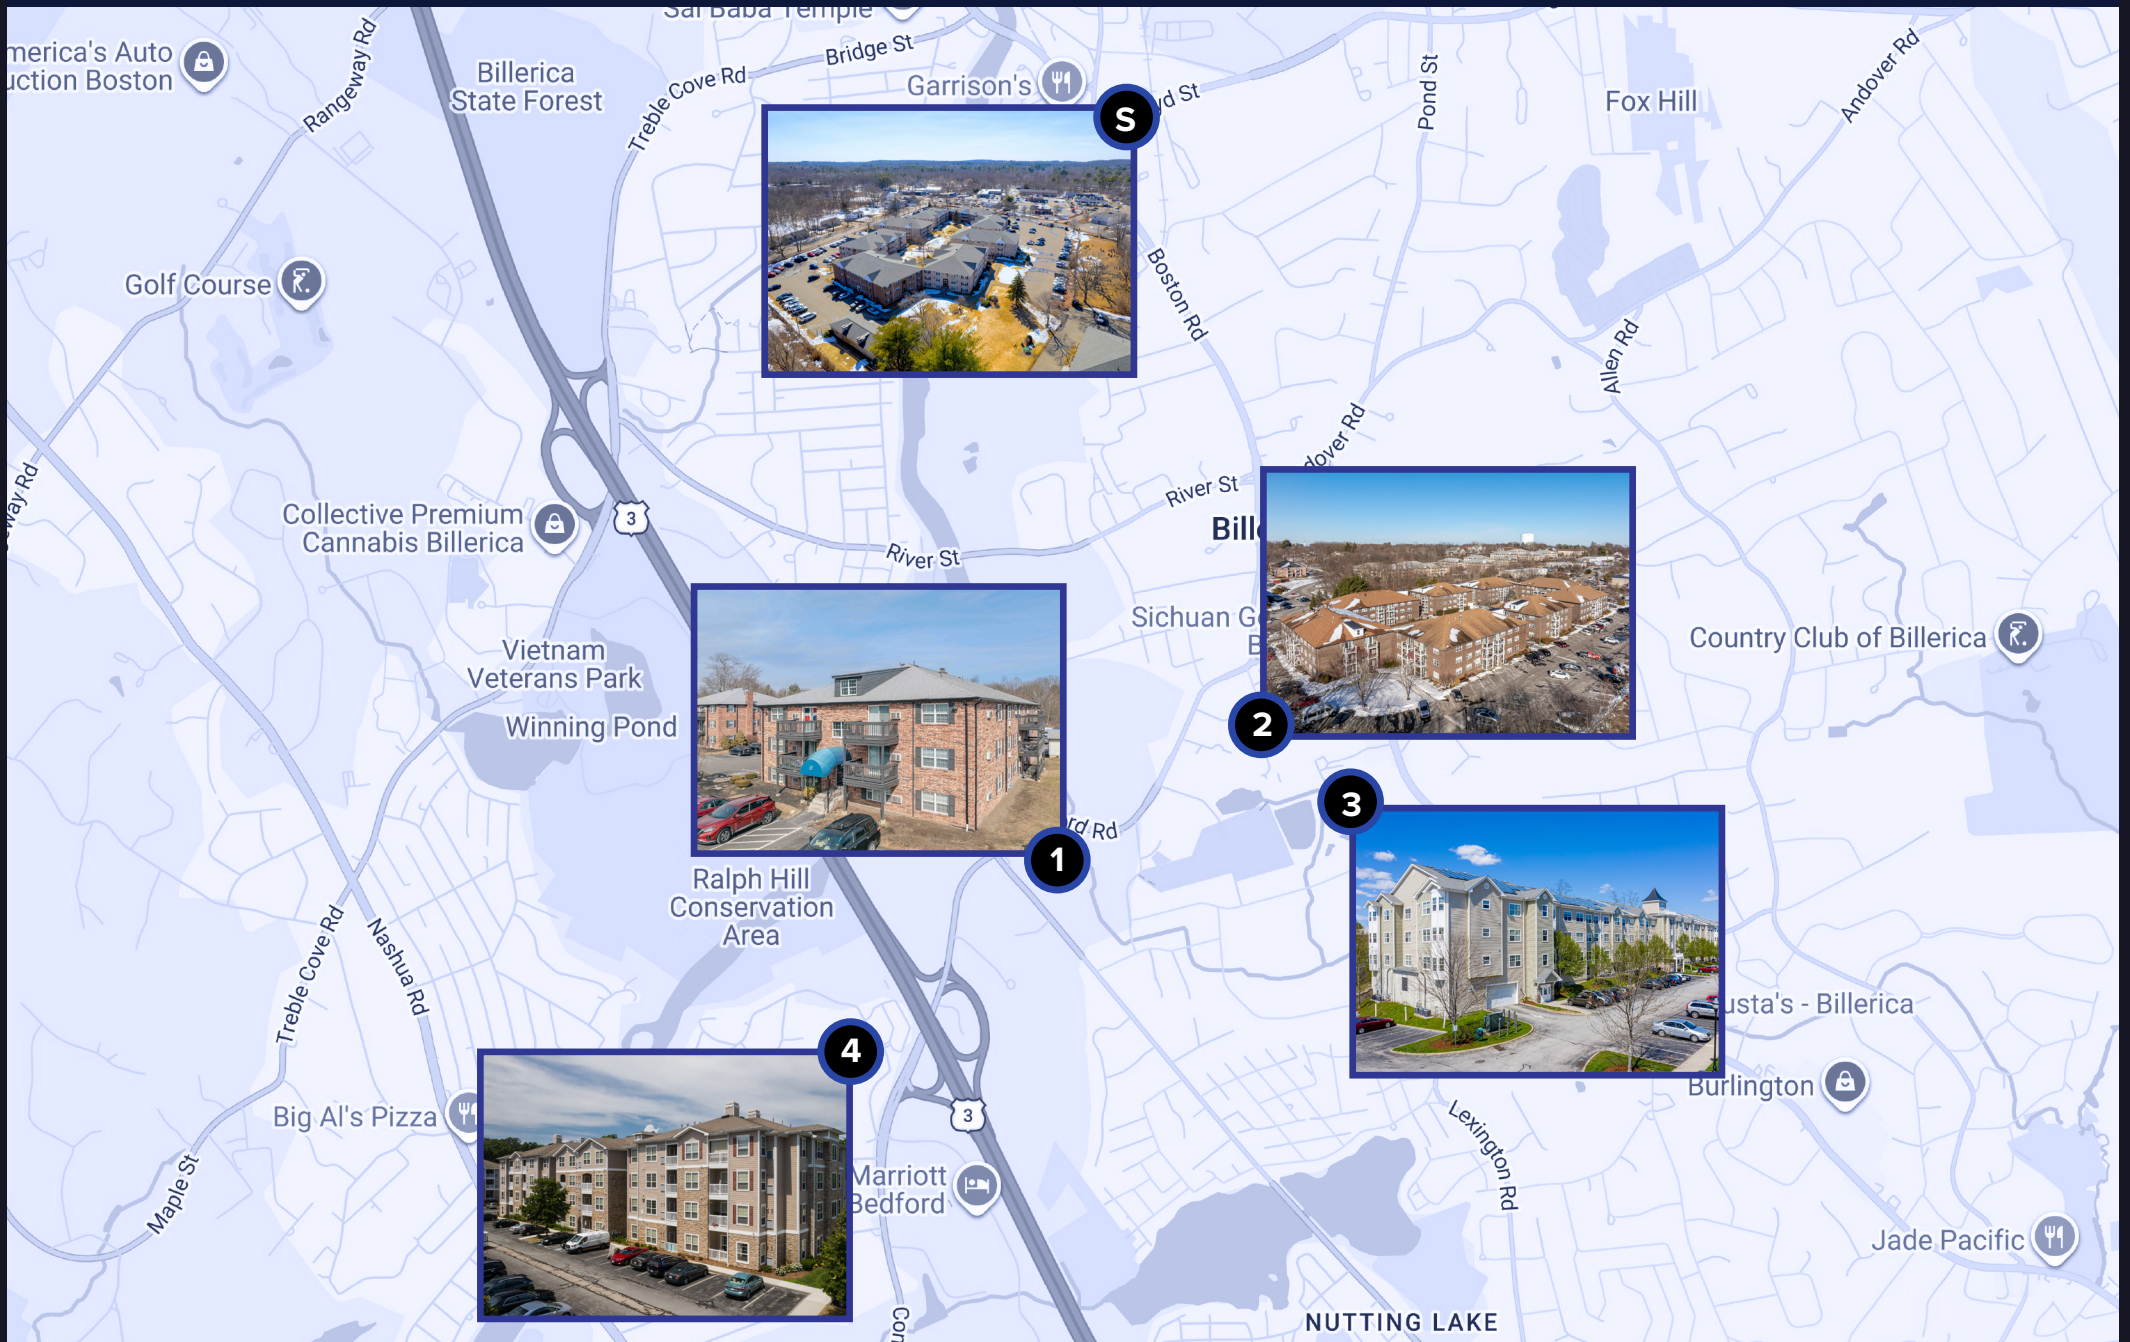 Sai Baba Temple
merica's Auto
uction Boston
Rangeway Rd
Billerica
State Forest
Treble Cove Rd
Bridge St
Garrison's
S
yd St
Pond St
Fox Hill
Andover Rd
Golf Course
Boston Rd
Allen Rd
dover Rd
way Rd
River St
Collective Premium
Cannabis Billerica
3
River St
Bille
Sichuan G
B
Country Club of Billerica
Vietnam
Veterans Park
Winning Pond
2
3
rd Rd
1
Ralph Hill
Conservation
Area
Treble Cove Rd
Nashua Rd
usta's - Billerica
4
Burlington
Big Al's Pizza
3
Lexington Rd
Maple St
Marriott
Bedford
Jade Pacific
Con
NUTTING LAKE